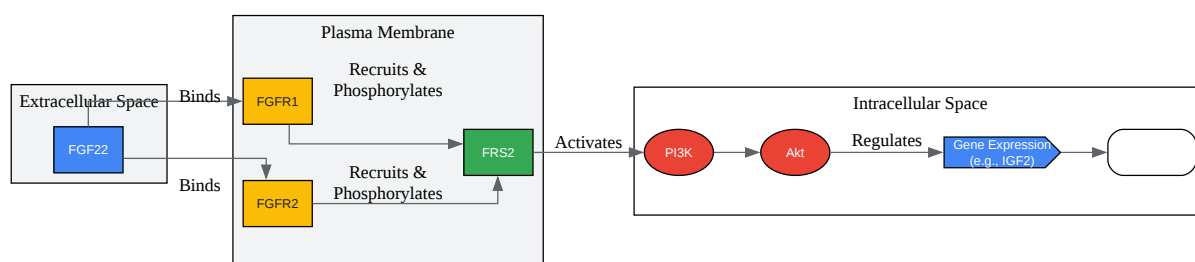 Plasma Membrane
Recruits &
Phosphorylates
Extracellular Space
Binds
FGFR1
FGF22
Binds
FGFR2
Recruits &
Phosphorylates
FRS2
Activates
Intracellular Space
PI3K
Akt
Regulates
Gene Expression
(e.g., IGF2)